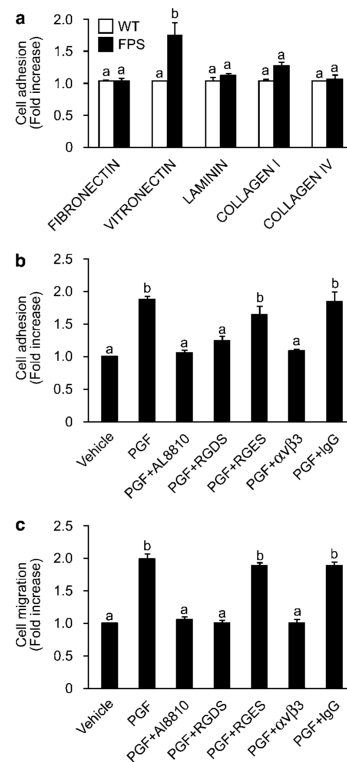 a
WT
FPS
Cell adhesion
(Fold increase)
2.0
1.5
1.0
0.5
0
a a
a b
a a
a a
a a
FIBRONECTIN
VITRONECTIN
LAMININ
COLLAGEN I
COLLAGEN IV
b
Cell adhesion
(Fold increase)
2.5
2.0
1.5
1.0
0.5
0
a b a a b a b
Vehicle
PGF
PGF+AL8810
PGF+RGDS
PGF+RGES
PGF+αVβ3
PGF+IgG
c
Cell migration
(Fold increase)
2.5
2.0
1.5
1.0
0.5
0
a b a a b a b
Vehicle
PGF
PGF+Al8810
PGF+RGDS
PGF+RGES
PGF+αVβ3
PGF+IgG